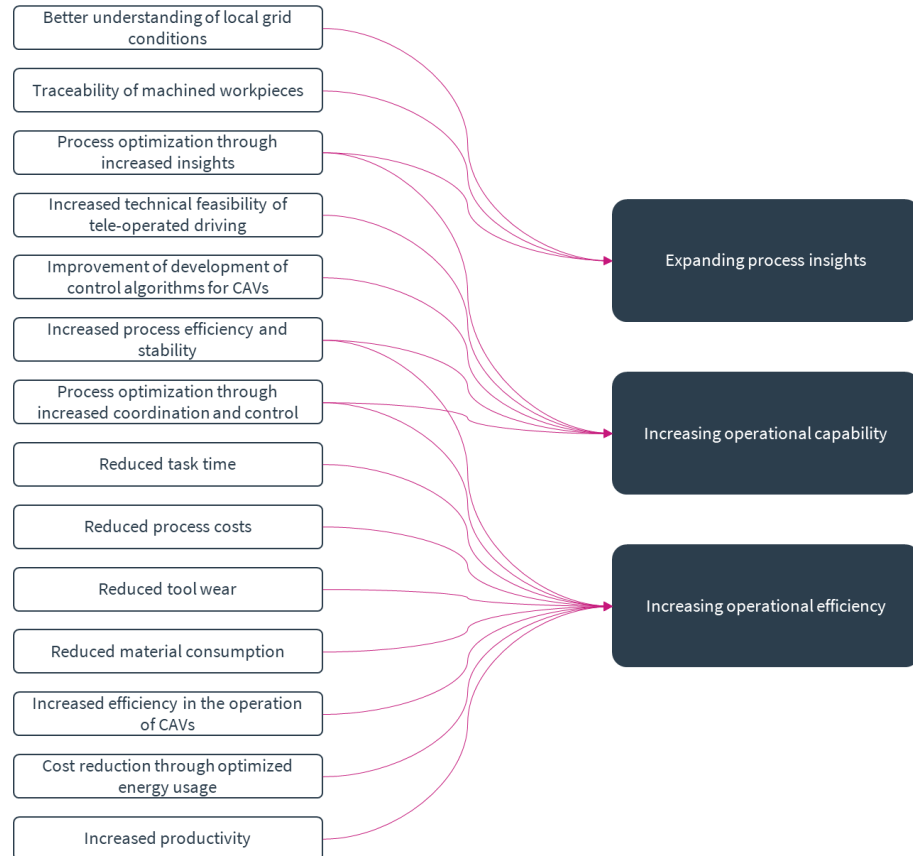 Better understanding of local grid
conditions
Traceability of machined workpieces
Process optimization through
increased insights
Increased technical feasibility of
tele-operated driving
Improvement of development of
control algorithms for CAVs
Increased process efficiency and
stability
Process optimization through
increased coordination and control
Reduced task time
Reduced process costs
Reduced tool wear
Reduced material consumption
Increased efficiency in the operation
of CAVs
Cost reduction through optimized
energy usage
Increased productivity
Expanding process insights
Increasing operational capability
Increasing operational efficiency